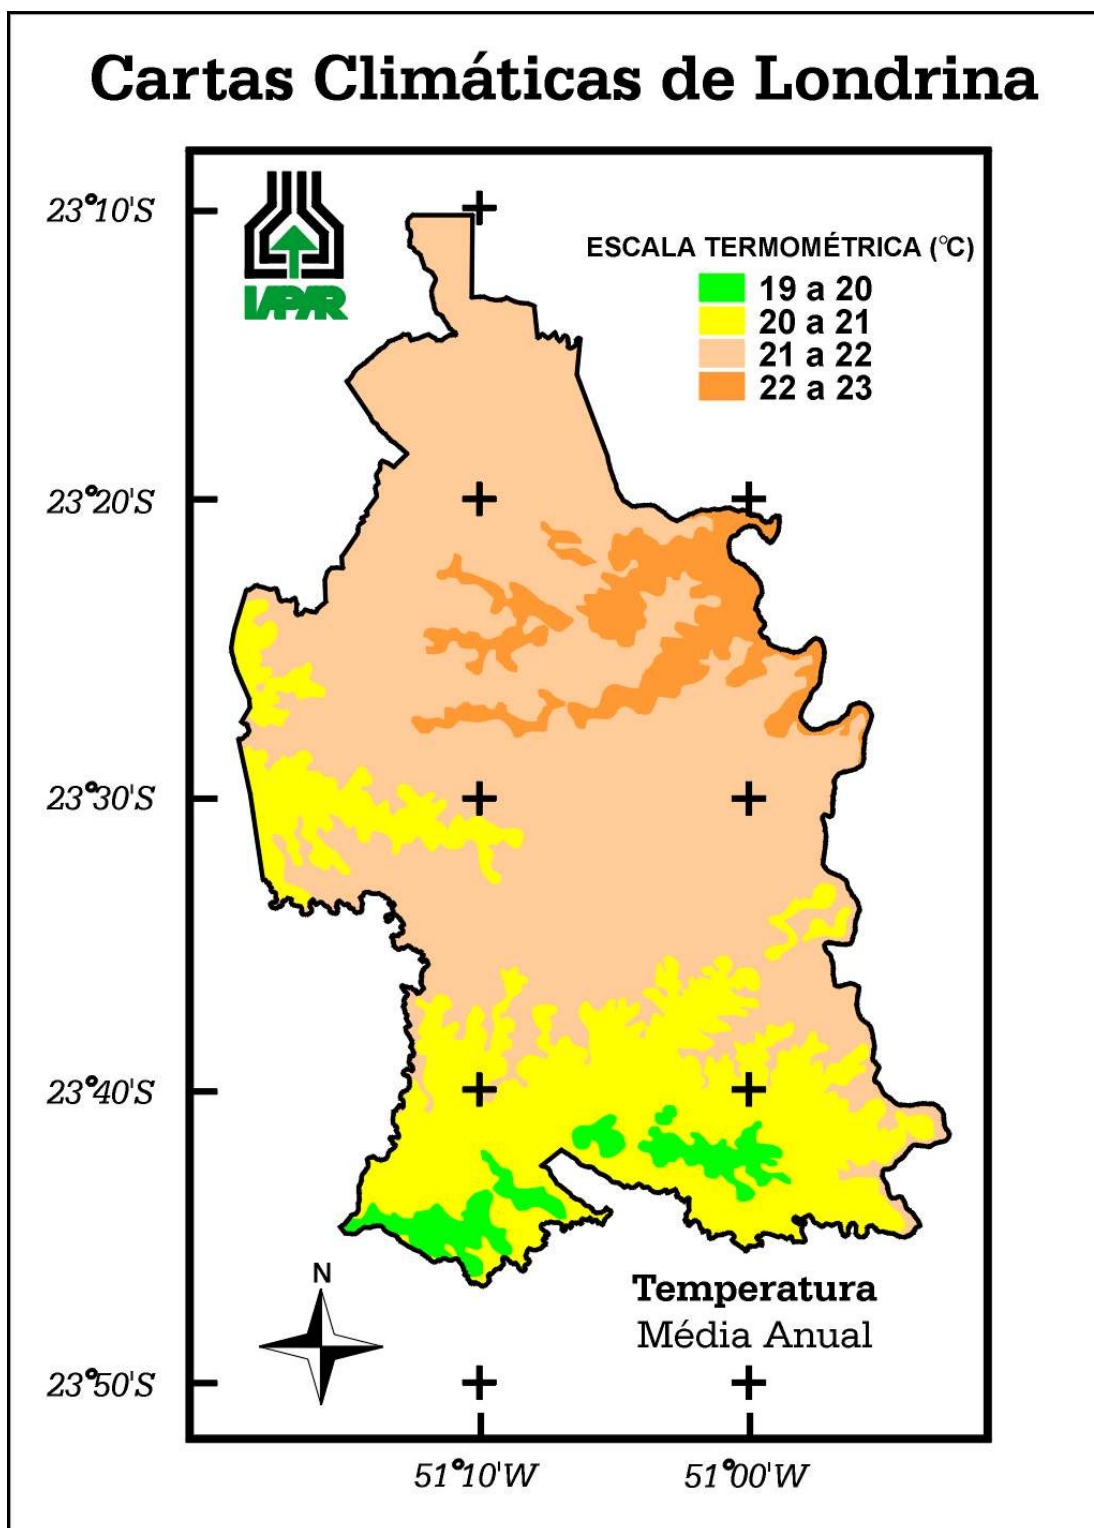 Cartas Climáticas de Londrina
IAPAR
ESCALA TERMOMÉTRICA (°C)
19 a 20
20 a 21
21 a 22
22 a 23
23°10'S
23°20'S
23°30'S
23°40'S
23°50'S
N
Temperatura
Média Anual
51°10'W
51°00'W